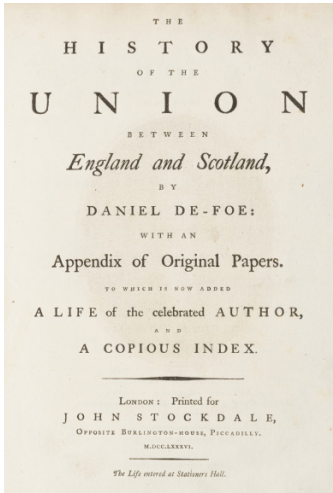 THE
HISTORY
OF THE
UNION
BETWEEN
England and Scotland,
BY
DANIEL DE-FOE:
WITH AN
Appendix of Original Papers.
TO WHICH IS NOW ADDED
A LIFE of the celebrated AUTHOR,
AND
A COPIOUS INDEX.
LONDON: Printed for
JOHN STOCKDALE,
OPPOSITE BURLINGTON-HOUSE, PICCADILLY.
M.DCC.LXXXVI.
The Life entered at Stationers Hall.